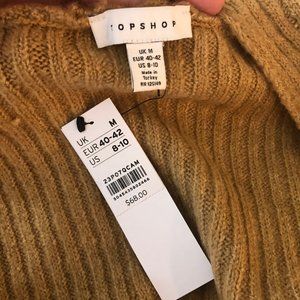 TOPSHOP
UK M
EUR 40-42
US 8-10
Made in
Turkey
UK M
EUR 40-42
US 8-10
23P07QCAM
$68.00